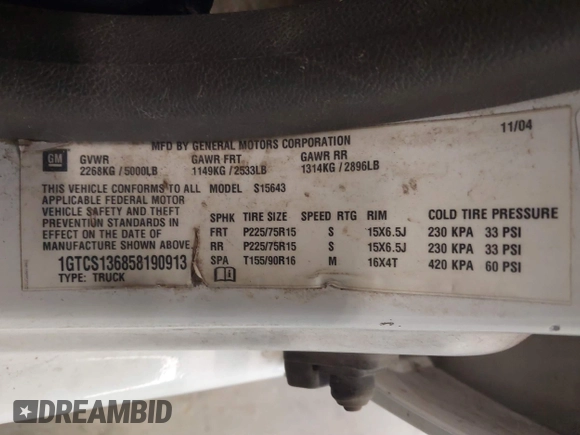 MFD BY GENERAL MOTORS CORPORATION
11/04
GM
GVWR GAWR FRT GAWR RR
2268KG / 5000LB 1149KG / 2533LB 1314KG / 2896LB
THIS VEHICLE CONFORMS TO ALL MODEL S15643
APPLICABLE FEDERAL MOTOR
VEHICLE SAFETY AND THEFT
PREVENTION STANDARDS IN
EFFECT ON THE DATE OF
MANUFACTURE SHOWN ABOVE.
1GTCS136858190913
TYPE: TRUCK
SPHK TIRE SIZE SPEED RTG RIM COLD TIRE PRESSURE
FRT P225/75R15 S 15X6.5J 230 KPA 33 PSI
RR P225/75R15 S 15X6.5J 230 KPA 33 PSI
SPA T155/90R16 M 16X4T 420 KPA 60 PSI
DREAMBID